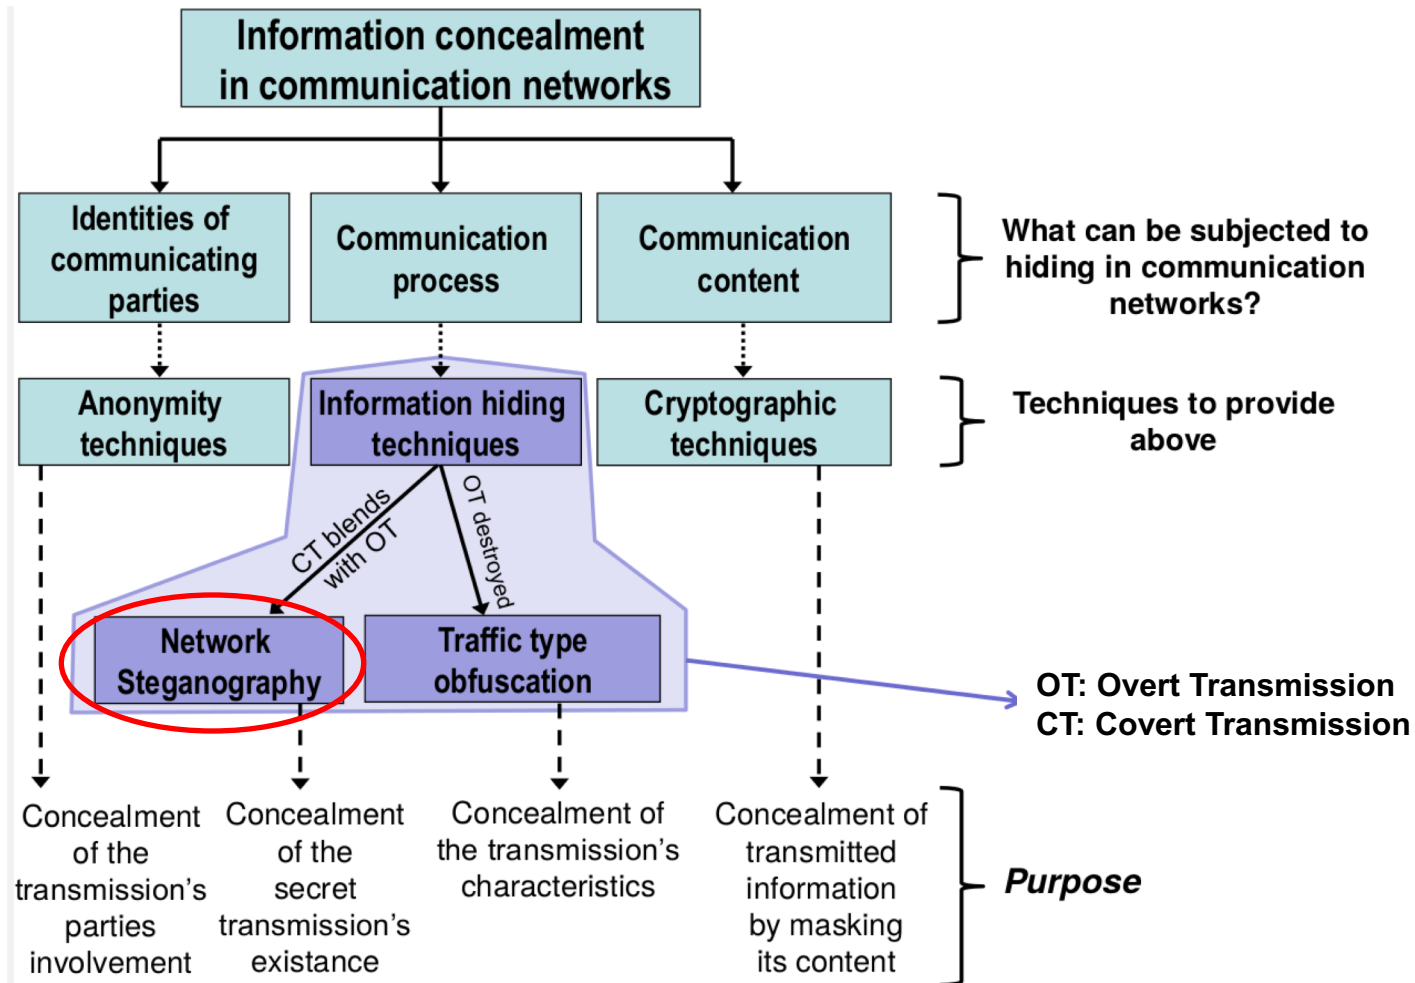 Information concealment
in communication networks
Identities of
communicating
parties
Communication
process
Communication
content
What can be subjected to
hiding in communication
networks?
Anonymity
techniques
Information hiding
techniques
Cryptographic
techniques
Techniques to provide
above
CT blends
with OT
OT destroyed
Network
Steganography
Traffic type
obfuscation
OT: Overt Transmission
CT: Covert Transmission
Concealment
of the
transmission's
parties
involvement
Concealment
of the
secret
transmission's
existance
Concealment of
the transmission's
characteristics
Concealment of
transmitted
information
by masking
its content
Purpose